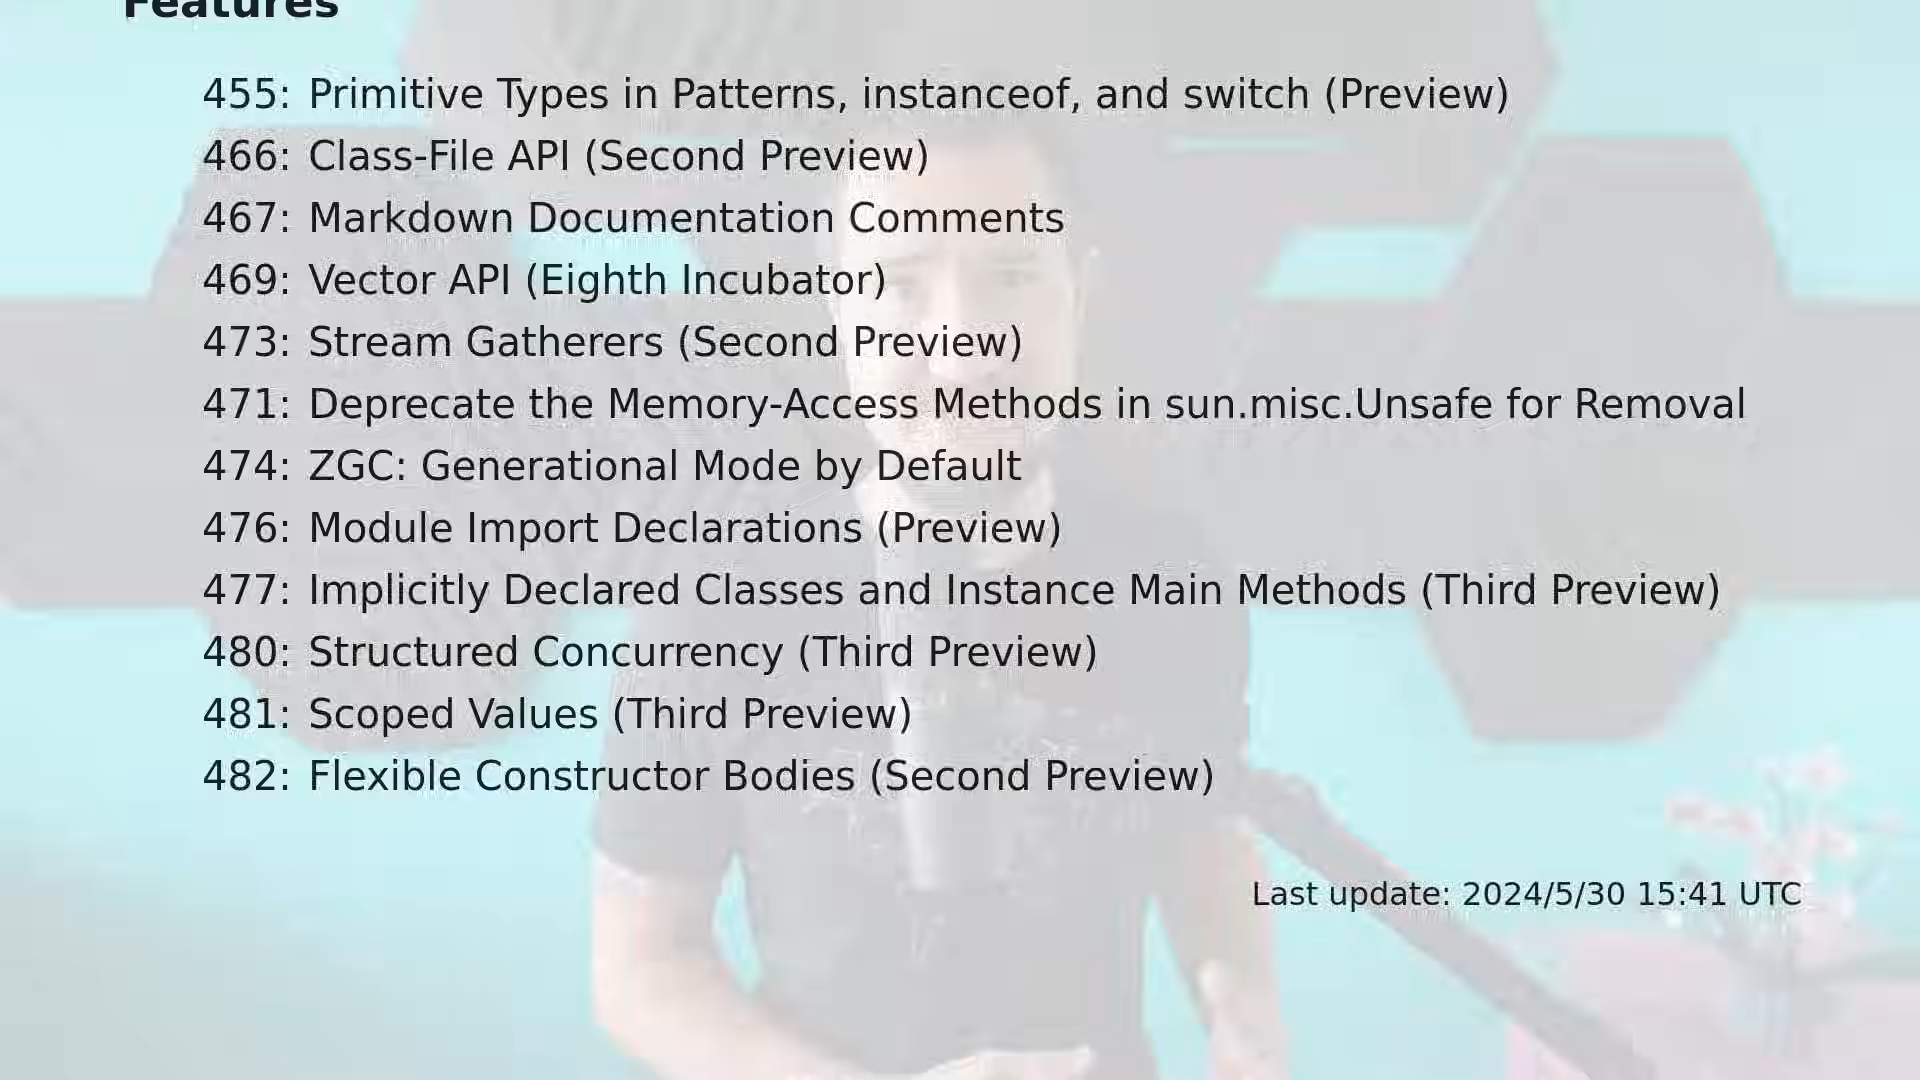 Features
455: Primitive Types in Patterns, instanceof, and switch (Preview)
466: Class-File API (Second Preview)
467: Markdown Documentation Comments
469: Vector API (Eighth Incubator)
473: Stream Gatherers (Second Preview)
471: Deprecate the Memory-Access Methods in sun.misc.Unsafe for Removal
474: ZGC: Generational Mode by Default
476: Module Import Declarations (Preview)
477: Implicitly Declared Classes and Instance Main Methods (Third Preview)
480: Structured Concurrency (Third Preview)
481: Scoped Values (Third Preview)
482: Flexible Constructor Bodies (Second Preview)
Last update: 2024/5/30 15:41 UTC